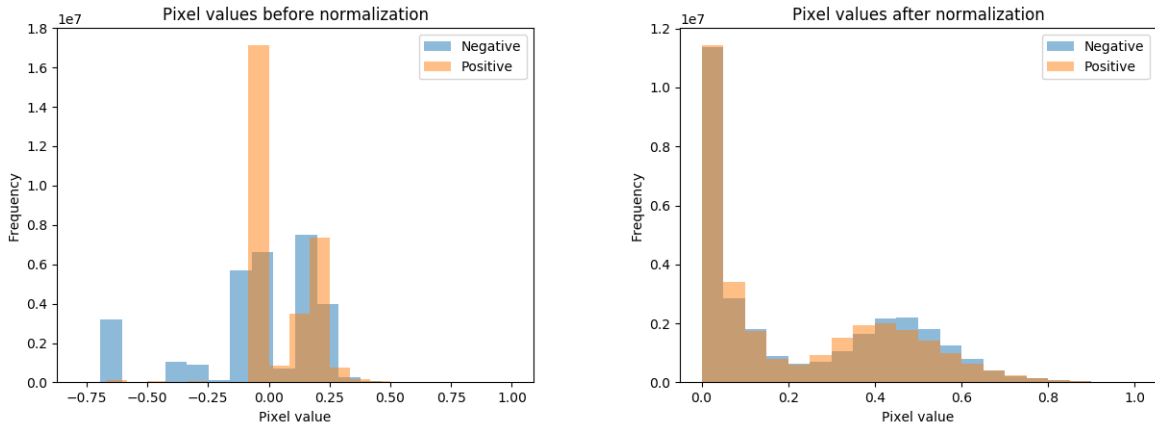 Pixel values before normalization
1e7
1.8
1.6
1.4
1.2
1.0
0.8
0.6
0.4
0.2
0.0
Frequency
Negative
Positive
−0.75 −0.50 −0.25 0.00 0.25 0.50 0.75 1.00
Pixel value
Pixel values after normalization
1e7
1.2
1.0
0.8
0.6
0.4
0.2
0.0
Frequency
Negative
Positive
0.0 0.2 0.4 0.6 0.8 1.0
Pixel value